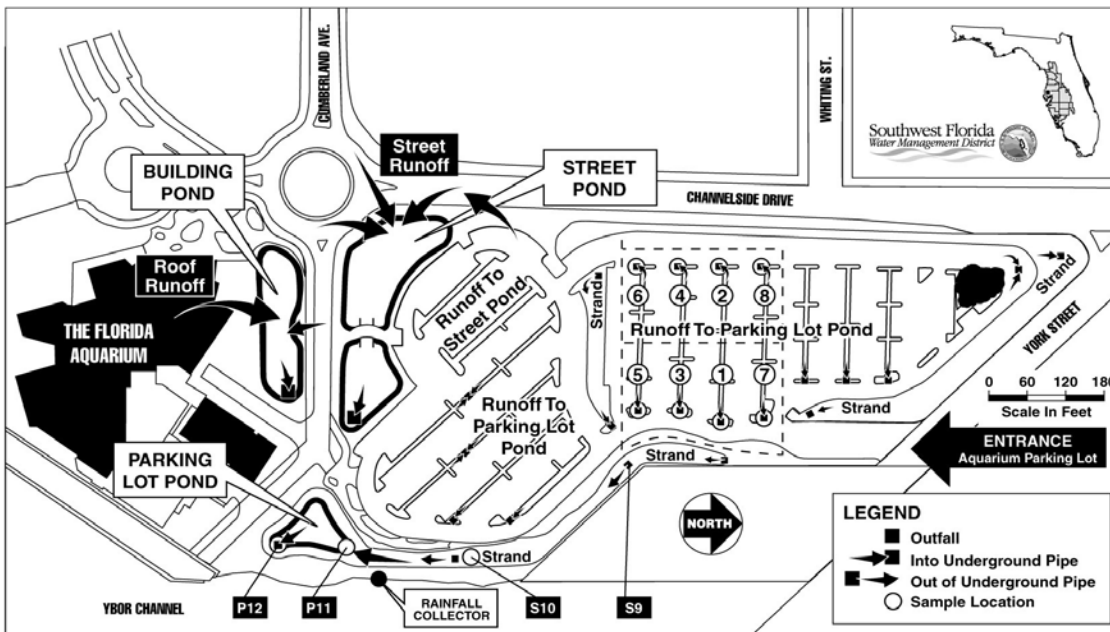 CUMBERLAND AVE.
WHITING ST.
Southwest Florida
Water Management District
Street
Runoff
BUILDING
POND
STREET
POND
CHANNELSIDE DRIVE
Roof
Runoff
THE FLORIDA
AQUARIUM
Runoff To
Street Pond
Strand
6
4
2
8
Runoff To Parking Lot Pond
5
3
1
7
Strand
YORK STREET
0 60 120 180
Scale In Feet
Runoff To
Parking Lot
Pond
Strand
ENTRANCE
Aquarium Parking Lot
PARKING
LOT POND
Strand
NORTH
LEGEND
Outfall
Into Underground Pipe
Out of Underground Pipe
Sample Location
Strand
YBOR CHANNEL
P12
P11
RAINFALL
COLLECTOR
S10
S9